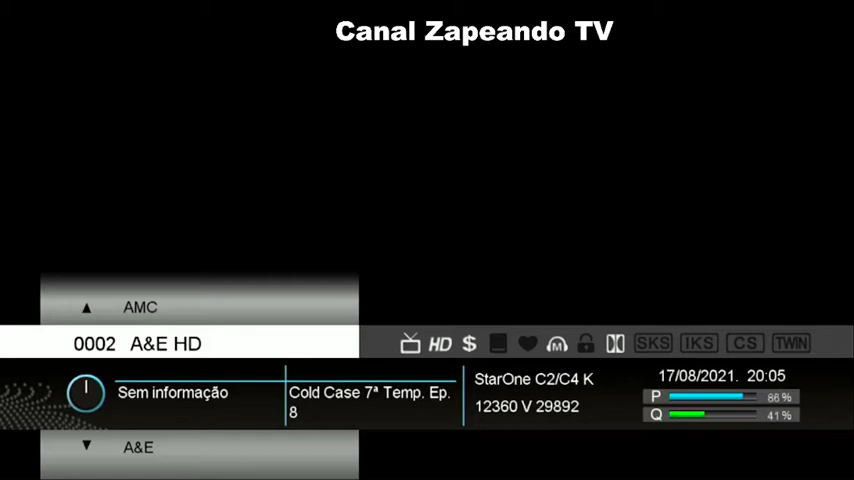 Canal Zapeando TV
AMC
0002 A&E HD
HD $ M SKS IKS CS TWIN
Sem informação
Cold Case 7ª Temp. Ep.
8
StarOne C2/C4 K
12360 V 29892
17/08/2021. 20:05
P 86%
Q 41%
A&E